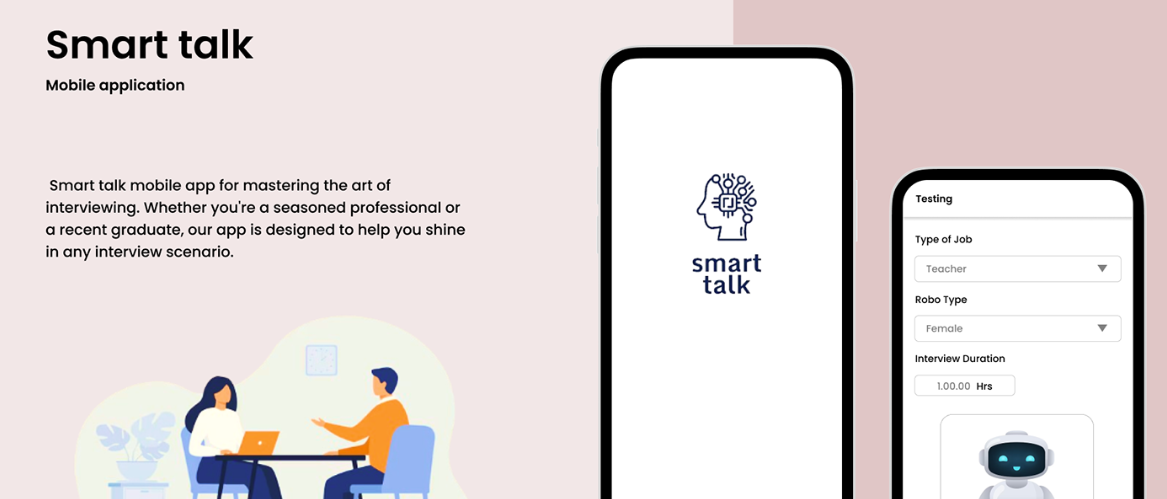 Smart talk
Mobile application
Smart talk mobile app for mastering the art of
interviewing. Whether you're a seasoned professional or
a recent graduate, our app is designed to help you shine
in any interview scenario.
smart
talk
Testing
Type of Job
Teacher
Robo Type
Female
Interview Duration
1.00.00 Hrs